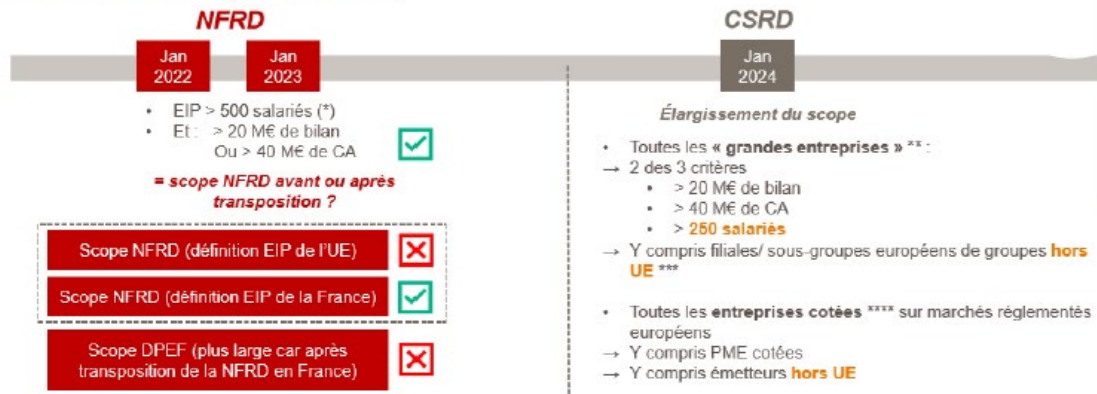 NFRD
Jan
2022
Jan
2023
• EIP > 500 salariés (*)
• Et : > 20 M€ de bilan
Ou > 40 M€ de CA
= scope NFRD avant ou après
transposition ?
Scope NFRD (définition EIP de l'UE)
Scope NFRD (définition EIP de la France)
Scope DPEF (plus large car après
transposition de la NFRD en France)
CSRD
Jan
2024
Élargissement du scope
• Toutes les « grandes entreprises » ** :
→ 2 des 3 critères
• > 20 M€ de bilan
• > 40 M€ de CA
• > 250 salariés
→ Y compris filiales/ sous-groupes européens de groupes hors
UE ***
• Toutes les entreprises cotées **** sur marchés réglementés
européens
→ Y compris PME cotées
→ Y compris émetteurs hors UE